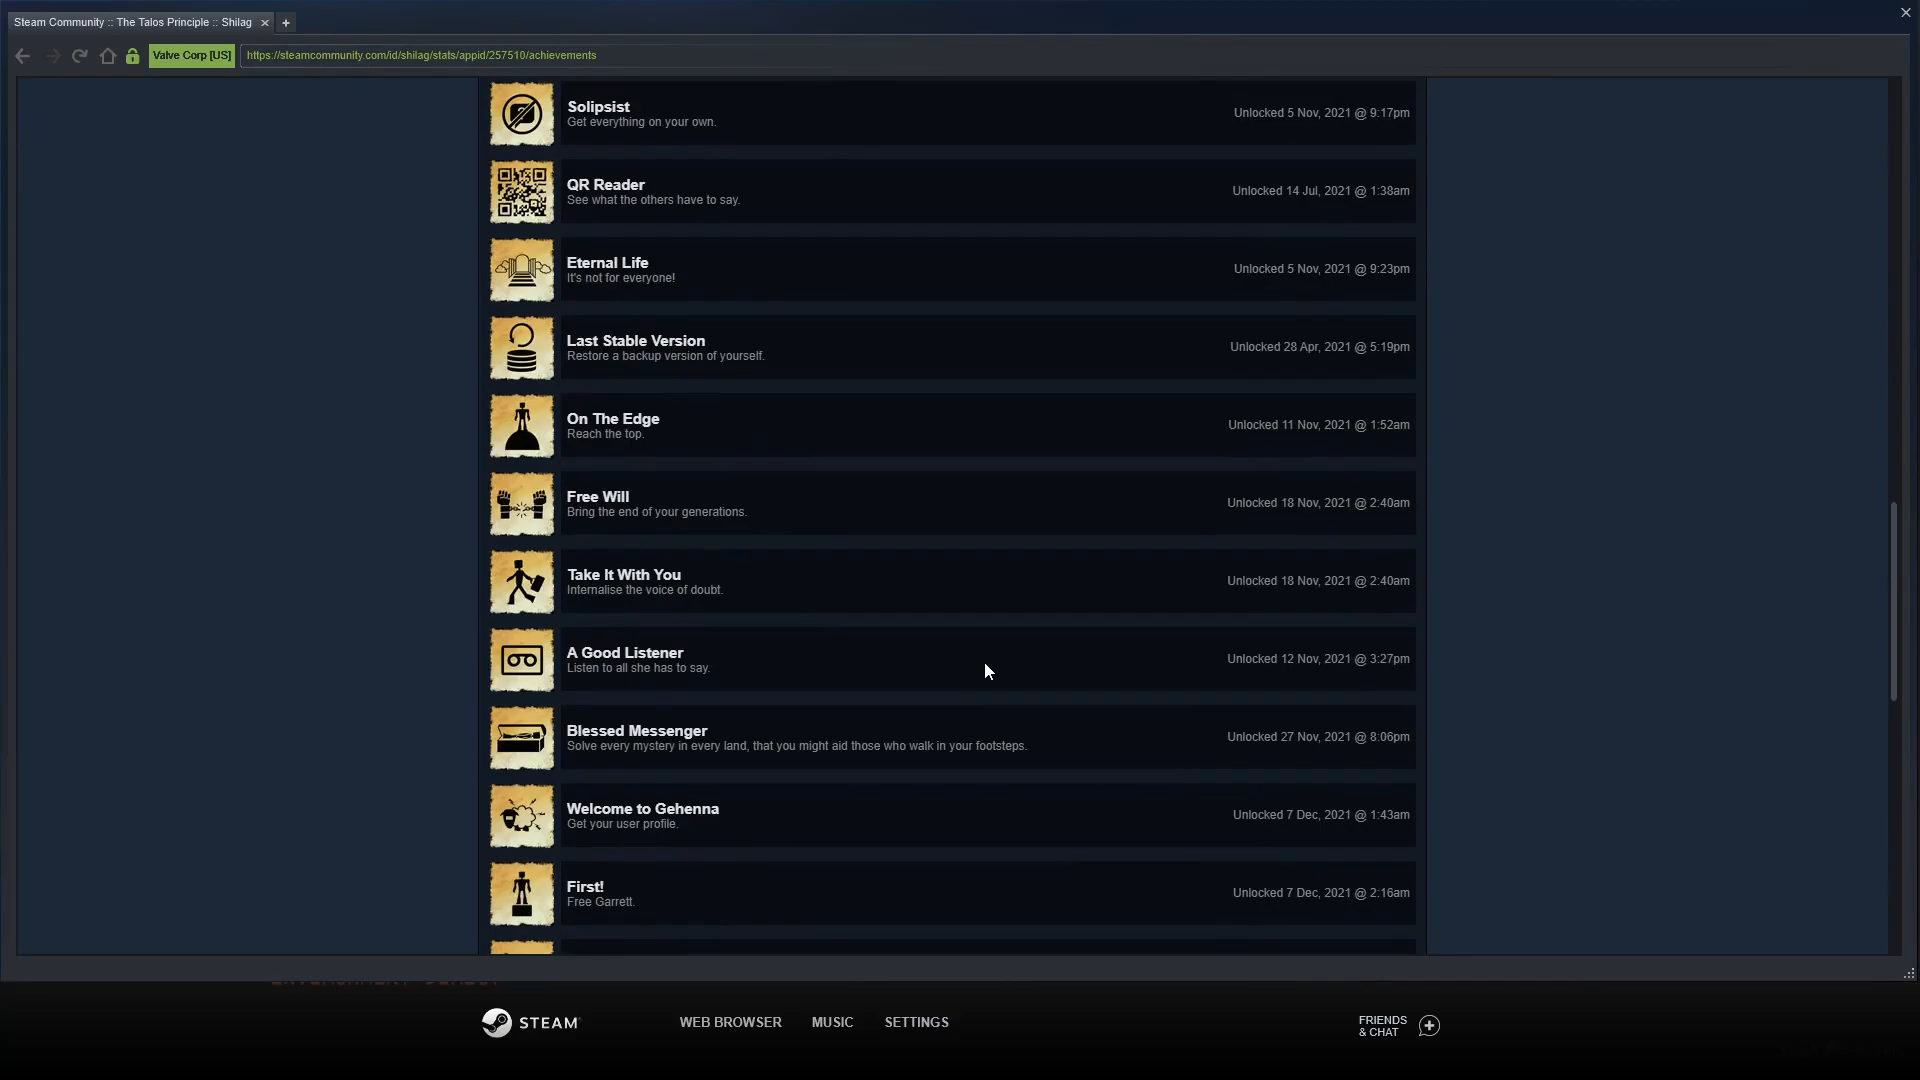 Steam Community :: The Talos Principle :: Shilag
Valve Corp [US]
https://steamcommunity.com/id/shilag/stats/appid/257510/achievements
Solipsist
Get everything on your own.
Unlocked 5 Nov, 2021 @ 9:17pm
QR Reader
See what the others have to say.
Unlocked 14 Jul, 2021 @ 1:38am
Eternal Life
It's not for everyone!
Unlocked 5 Nov, 2021 @ 9:23pm
Last Stable Version
Restore a backup version of yourself.
Unlocked 28 Apr, 2021 @ 5:19pm
On The Edge
Reach the top.
Unlocked 11 Nov, 2021 @ 1:52am
Free Will
Bring the end of your generations.
Unlocked 18 Nov, 2021 @ 2:40am
Take It With You
Internalise the voice of doubt.
Unlocked 18 Nov, 2021 @ 2:40am
A Good Listener
Listen to all she has to say.
Unlocked 12 Nov, 2021 @ 3:27pm
Blessed Messenger
Solve every mystery in every land, that you might aid those who walk in your footsteps.
Unlocked 27 Nov, 2021 @ 8:06pm
Welcome to Gehenna
Get your user profile.
Unlocked 7 Dec, 2021 @ 1:43am
First!
Free Garrett.
Unlocked 7 Dec, 2021 @ 2:16am
STEAM
WEB BROWSER
MUSIC
SETTINGS
FRIENDS
& CHAT